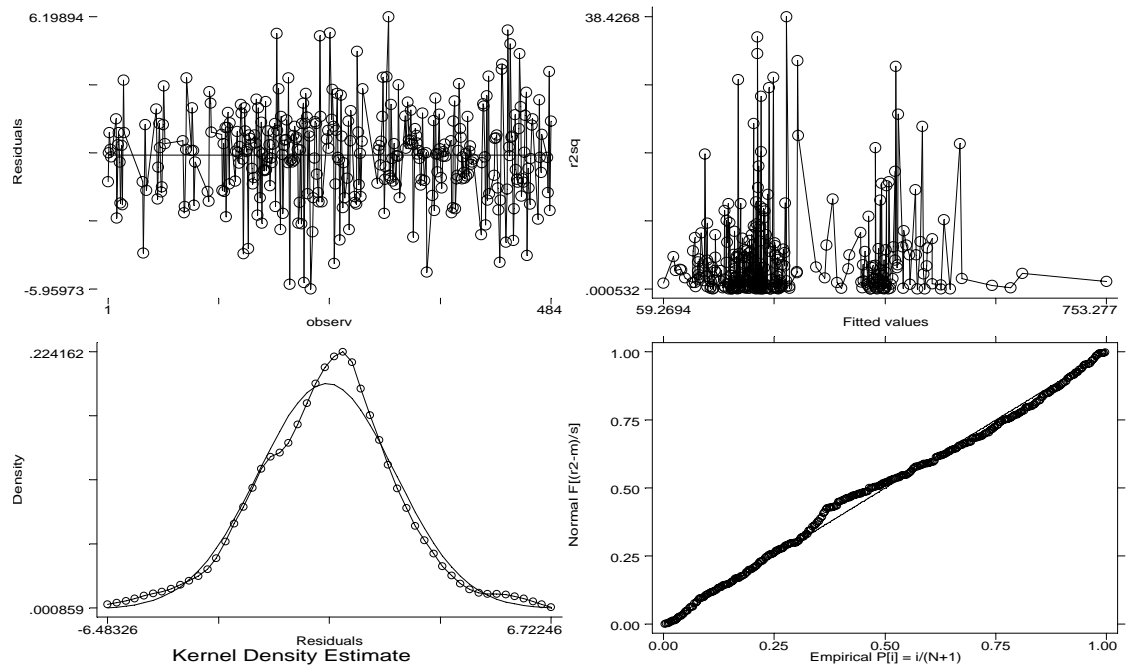 6.19894
Residuals
-5.95973
1
484
observ
38.4268
r2sq
.000532
59.2694
753.277
Fitted values
.224162
Density
.000859
-6.48326
6.72246
Residuals
Kernel Density Estimate
1.00
0.75
0.50
0.25
0.00
Normal F[(r2-m)/s]
0.00
0.25
0.50
0.75
1.00
Empirical P[i] = i/(N+1)